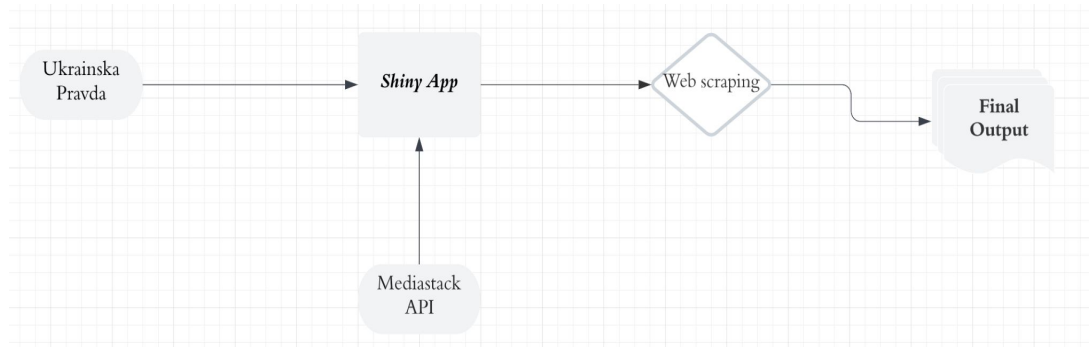 Ukrainska
Pravda
Shiny App
Web scraping
Final
Output
Mediastack
API